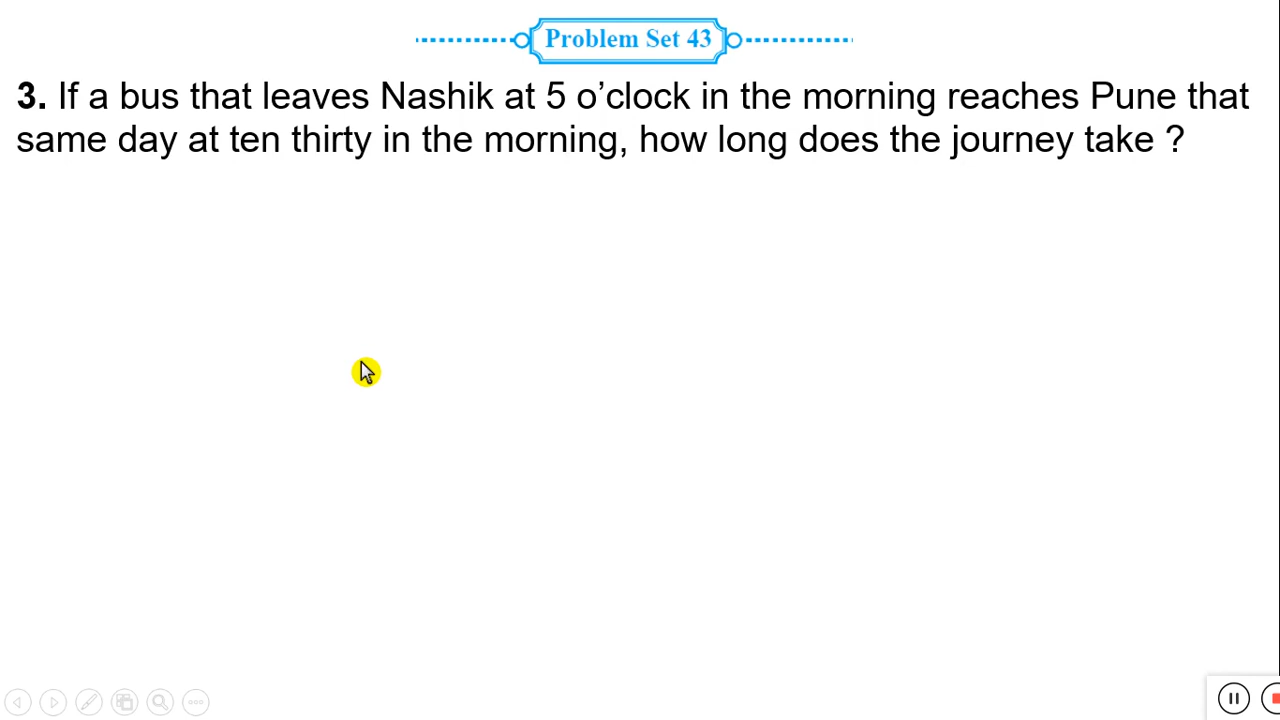 Problem Set 43
3. If a bus that leaves Nashik at 5 o’clock in the morning reaches Pune that
same day at ten thirty in the morning, how long does the journey take ?